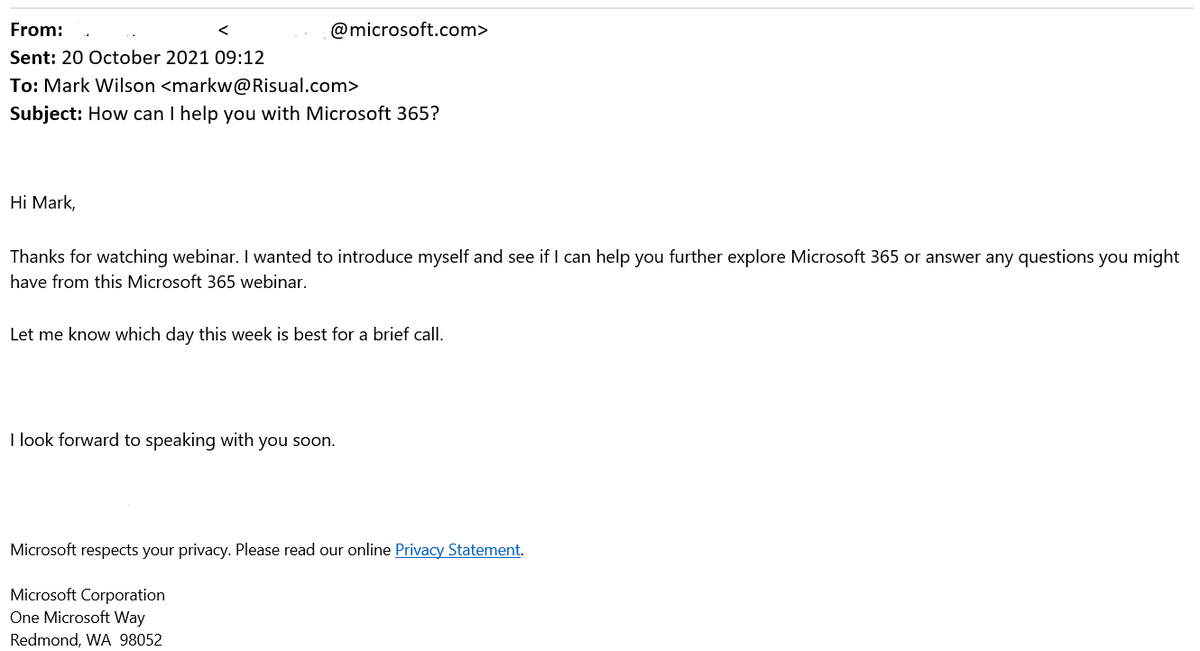 From: < @microsoft.com>
Sent: 20 October 2021 09:12
To: Mark Wilson <markw@Risual.com>
Subject: How can I help you with Microsoft 365?
Hi Mark,
Thanks for watching webinar. I wanted to introduce myself and see if I can help you further explore Microsoft 365 or answer any questions you might
have from this Microsoft 365 webinar.
Let me know which day this week is best for a brief call.
I look forward to speaking with you soon.
Microsoft respects your privacy. Please read our online Privacy Statement.
Microsoft Corporation
One Microsoft Way
Redmond, WA 98052